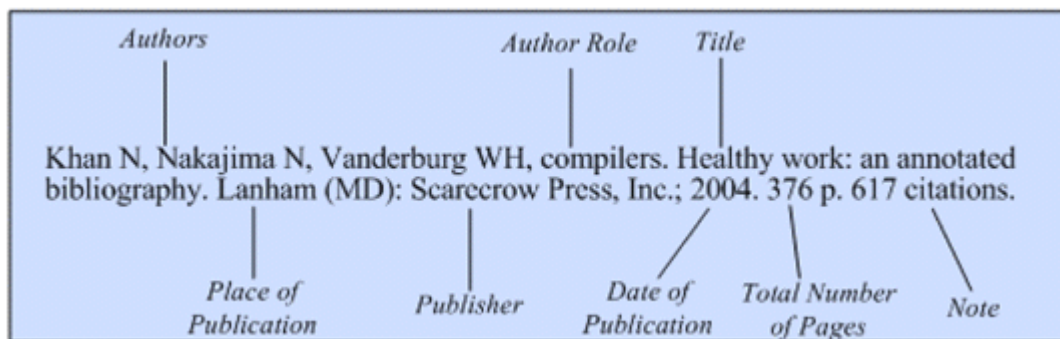 Authors Author Role Title
Khan N, Nakajima N, Vanderburg WH, compilers. Healthy work: an annotated
bibliography. Lanham (MD): Scarecrow Press, Inc.; 2004. 376 p. 617 citations.
Place of
Publication
Publisher
Date of
Publication
Total Number
of Pages
Note